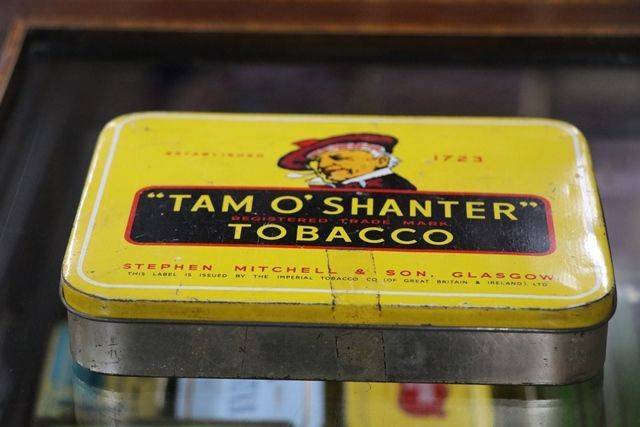 ESTABLISHED 1723
"TAM O' SHANTER"
REGISTERED TRADE MARK
TOBACCO
STEPHEN MITCHELL & SON, GLASGOW
THIS LABEL IS ISSUED BY THE IMPERIAL TOBACCO CO (OF GREAT BRITAIN & IRELAND), LTD